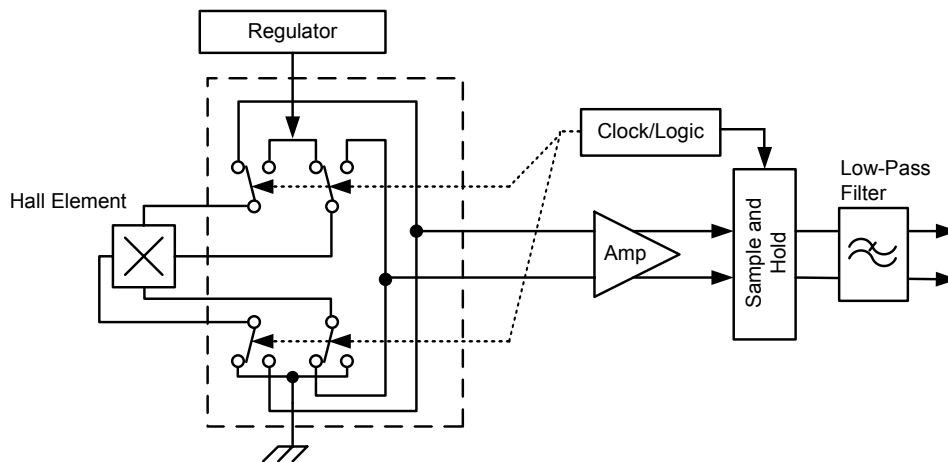 Regulator
Clock/Logic
Low-Pass
Filter
Hall Element
Amp
Sample and
Hold